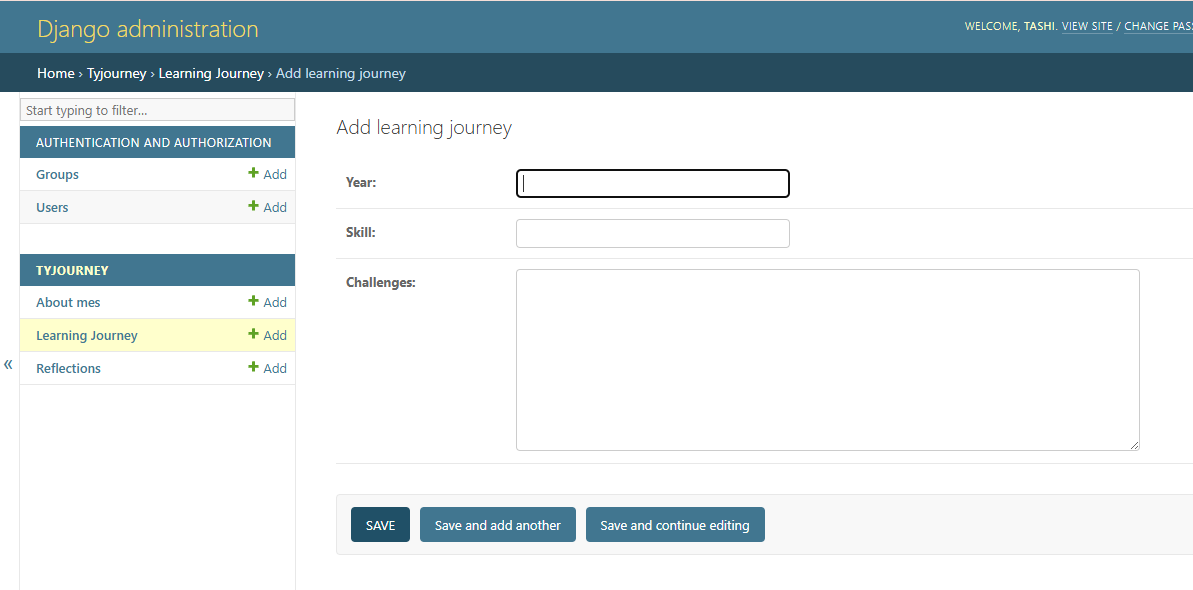 Django administration
WELCOME, TASHI. VIEW SITE / CHANGE
Home › Tyjourney › Learning Journey › Add learning journey
Start typing to filter...
AUTHENTICATION AND AUTHORIZATION
Groups + Add
Users + Add
TYJOURNEY
About mes + Add
Learning Journey + Add
Reflections + Add
«
Add learning journey
Year:
Skill:
Challenges:
SAVE Save and add another Save and continue editing